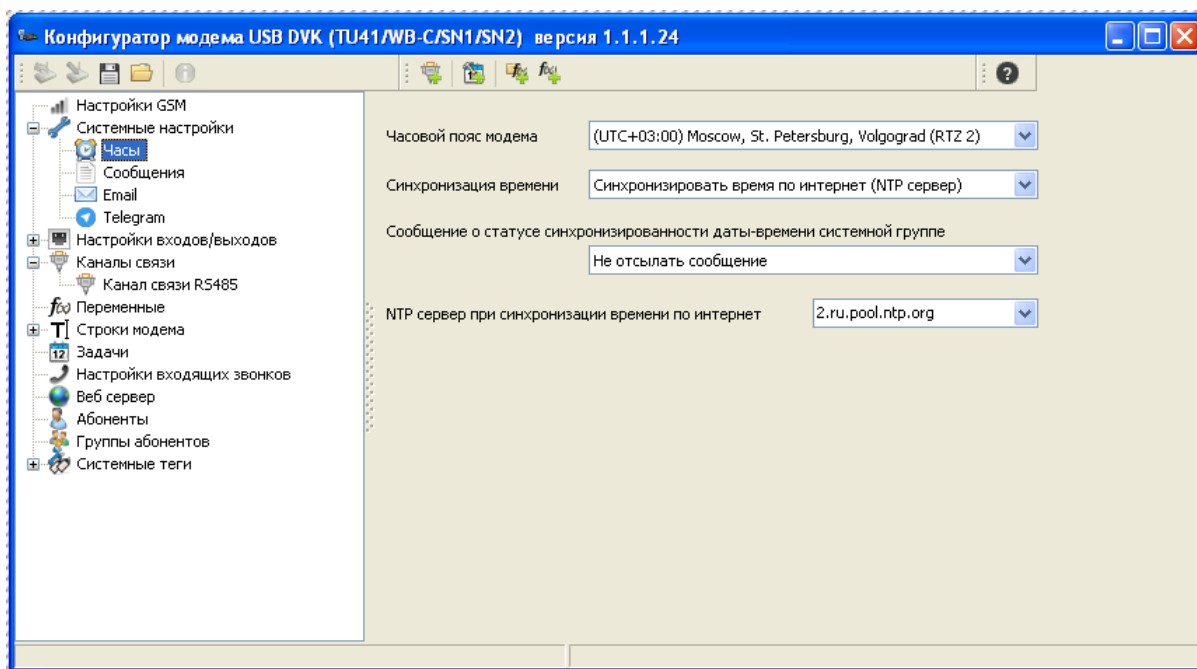 Конфигуратор модема USB DVK (TU41/WB-C/SN1/SN2) версия 1.1.1.24
Настройки GSM
Системные настройки
Часы
Сообщения
Email
Telegram
Настройки входов/выходов
Каналы связи
Канал связи RS485
f(x) Переменные
Строки модема
12 Задачи
Настройки входящих звонков
Веб сервер
Абоненты
Группы абонентов
Системные теги
Часовой пояс модема (UTC+03:00) Moscow, St. Petersburg, Volgograd (RTZ 2)
Синхронизация времени Синхронизировать время по интернет (NTP сервер)
Сообщение о статусе синхронизированности даты-времени системной группе
Не отсылать сообщение
NTP сервер при синхронизации времени по интернет 2.ru.pool.ntp.org